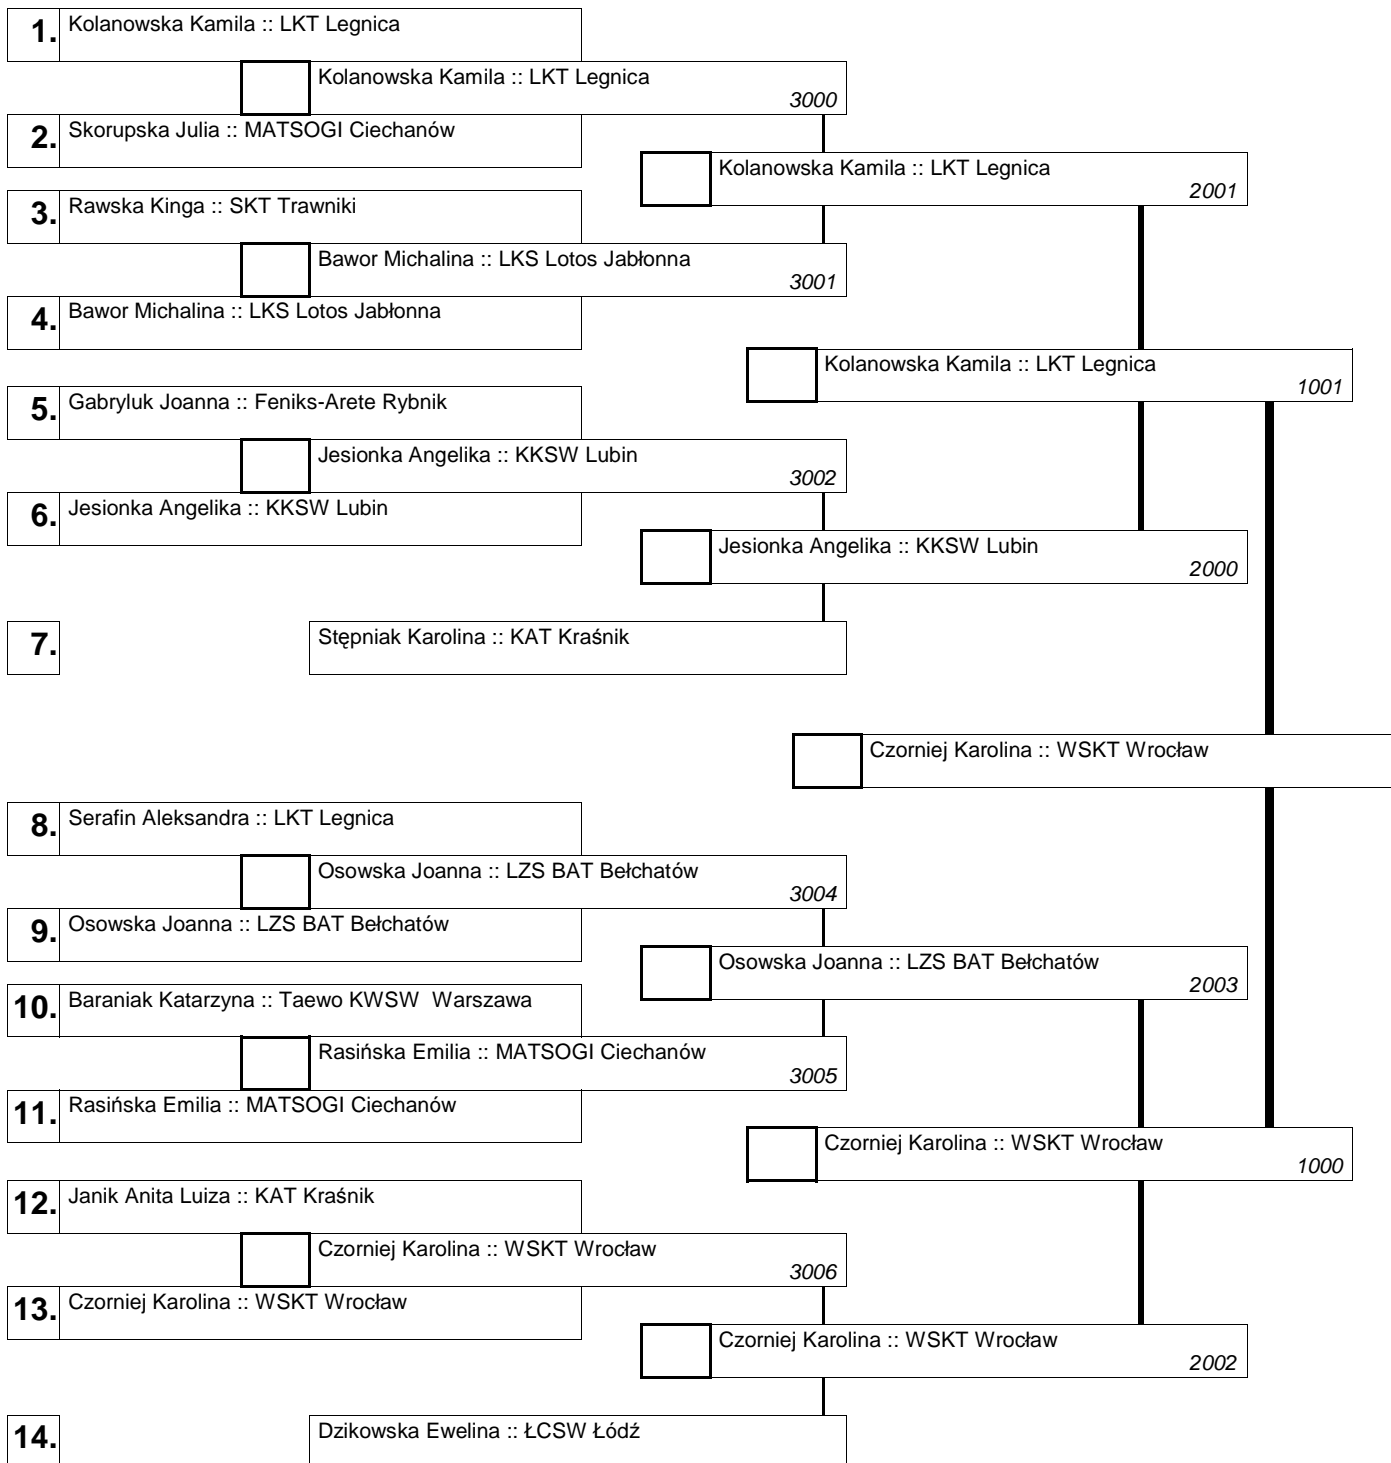 1. Kolanowska Kamila :: LKT Legnica
Kolanowska Kamila :: LKT Legnica
3000
2. Skorupska Julia :: MATSOGI Ciechanów
Kolanowska Kamila :: LKT Legnica
2001
3. Rawska Kinga :: SKT Trawniki
Bawor Michalina :: LKS Lotos Jabłonna
3001
4. Bawor Michalina :: LKS Lotos Jabłonna
Kolanowska Kamila :: LKT Legnica
1001
5. Gabryluk Joanna :: Feniks-Arete Rybnik
Jesionka Angelika :: KKSW Lubin
3002
6. Jesionka Angelika :: KKSW Lubin
Jesionka Angelika :: KKSW Lubin
2000
7. Stępniak Karolina :: KAT Kraśnik
Czorniej Karolina :: WSKT Wrocław
8. Serafin Aleksandra :: LKT Legnica
Osowska Joanna :: LZS BAT Bełchatów
3004
9. Osowska Joanna :: LZS BAT Bełchatów
Osowska Joanna :: LZS BAT Bełchatów
2003
10. Baraniak Katarzyna :: Taewo KWSW  Warszawa
Rasińska Emilia :: MATSOGI Ciechanów
3005
11. Rasińska Emilia :: MATSOGI Ciechanów
Czorniej Karolina :: WSKT Wrocław
1000
12. Janik Anita Luiza :: KAT Kraśnik
Czorniej Karolina :: WSKT Wrocław
3006
13. Czorniej Karolina :: WSKT Wrocław
Czorniej Karolina :: WSKT Wrocław
2002
14. Dzikowska Ewelina :: ŁCSW Łódź